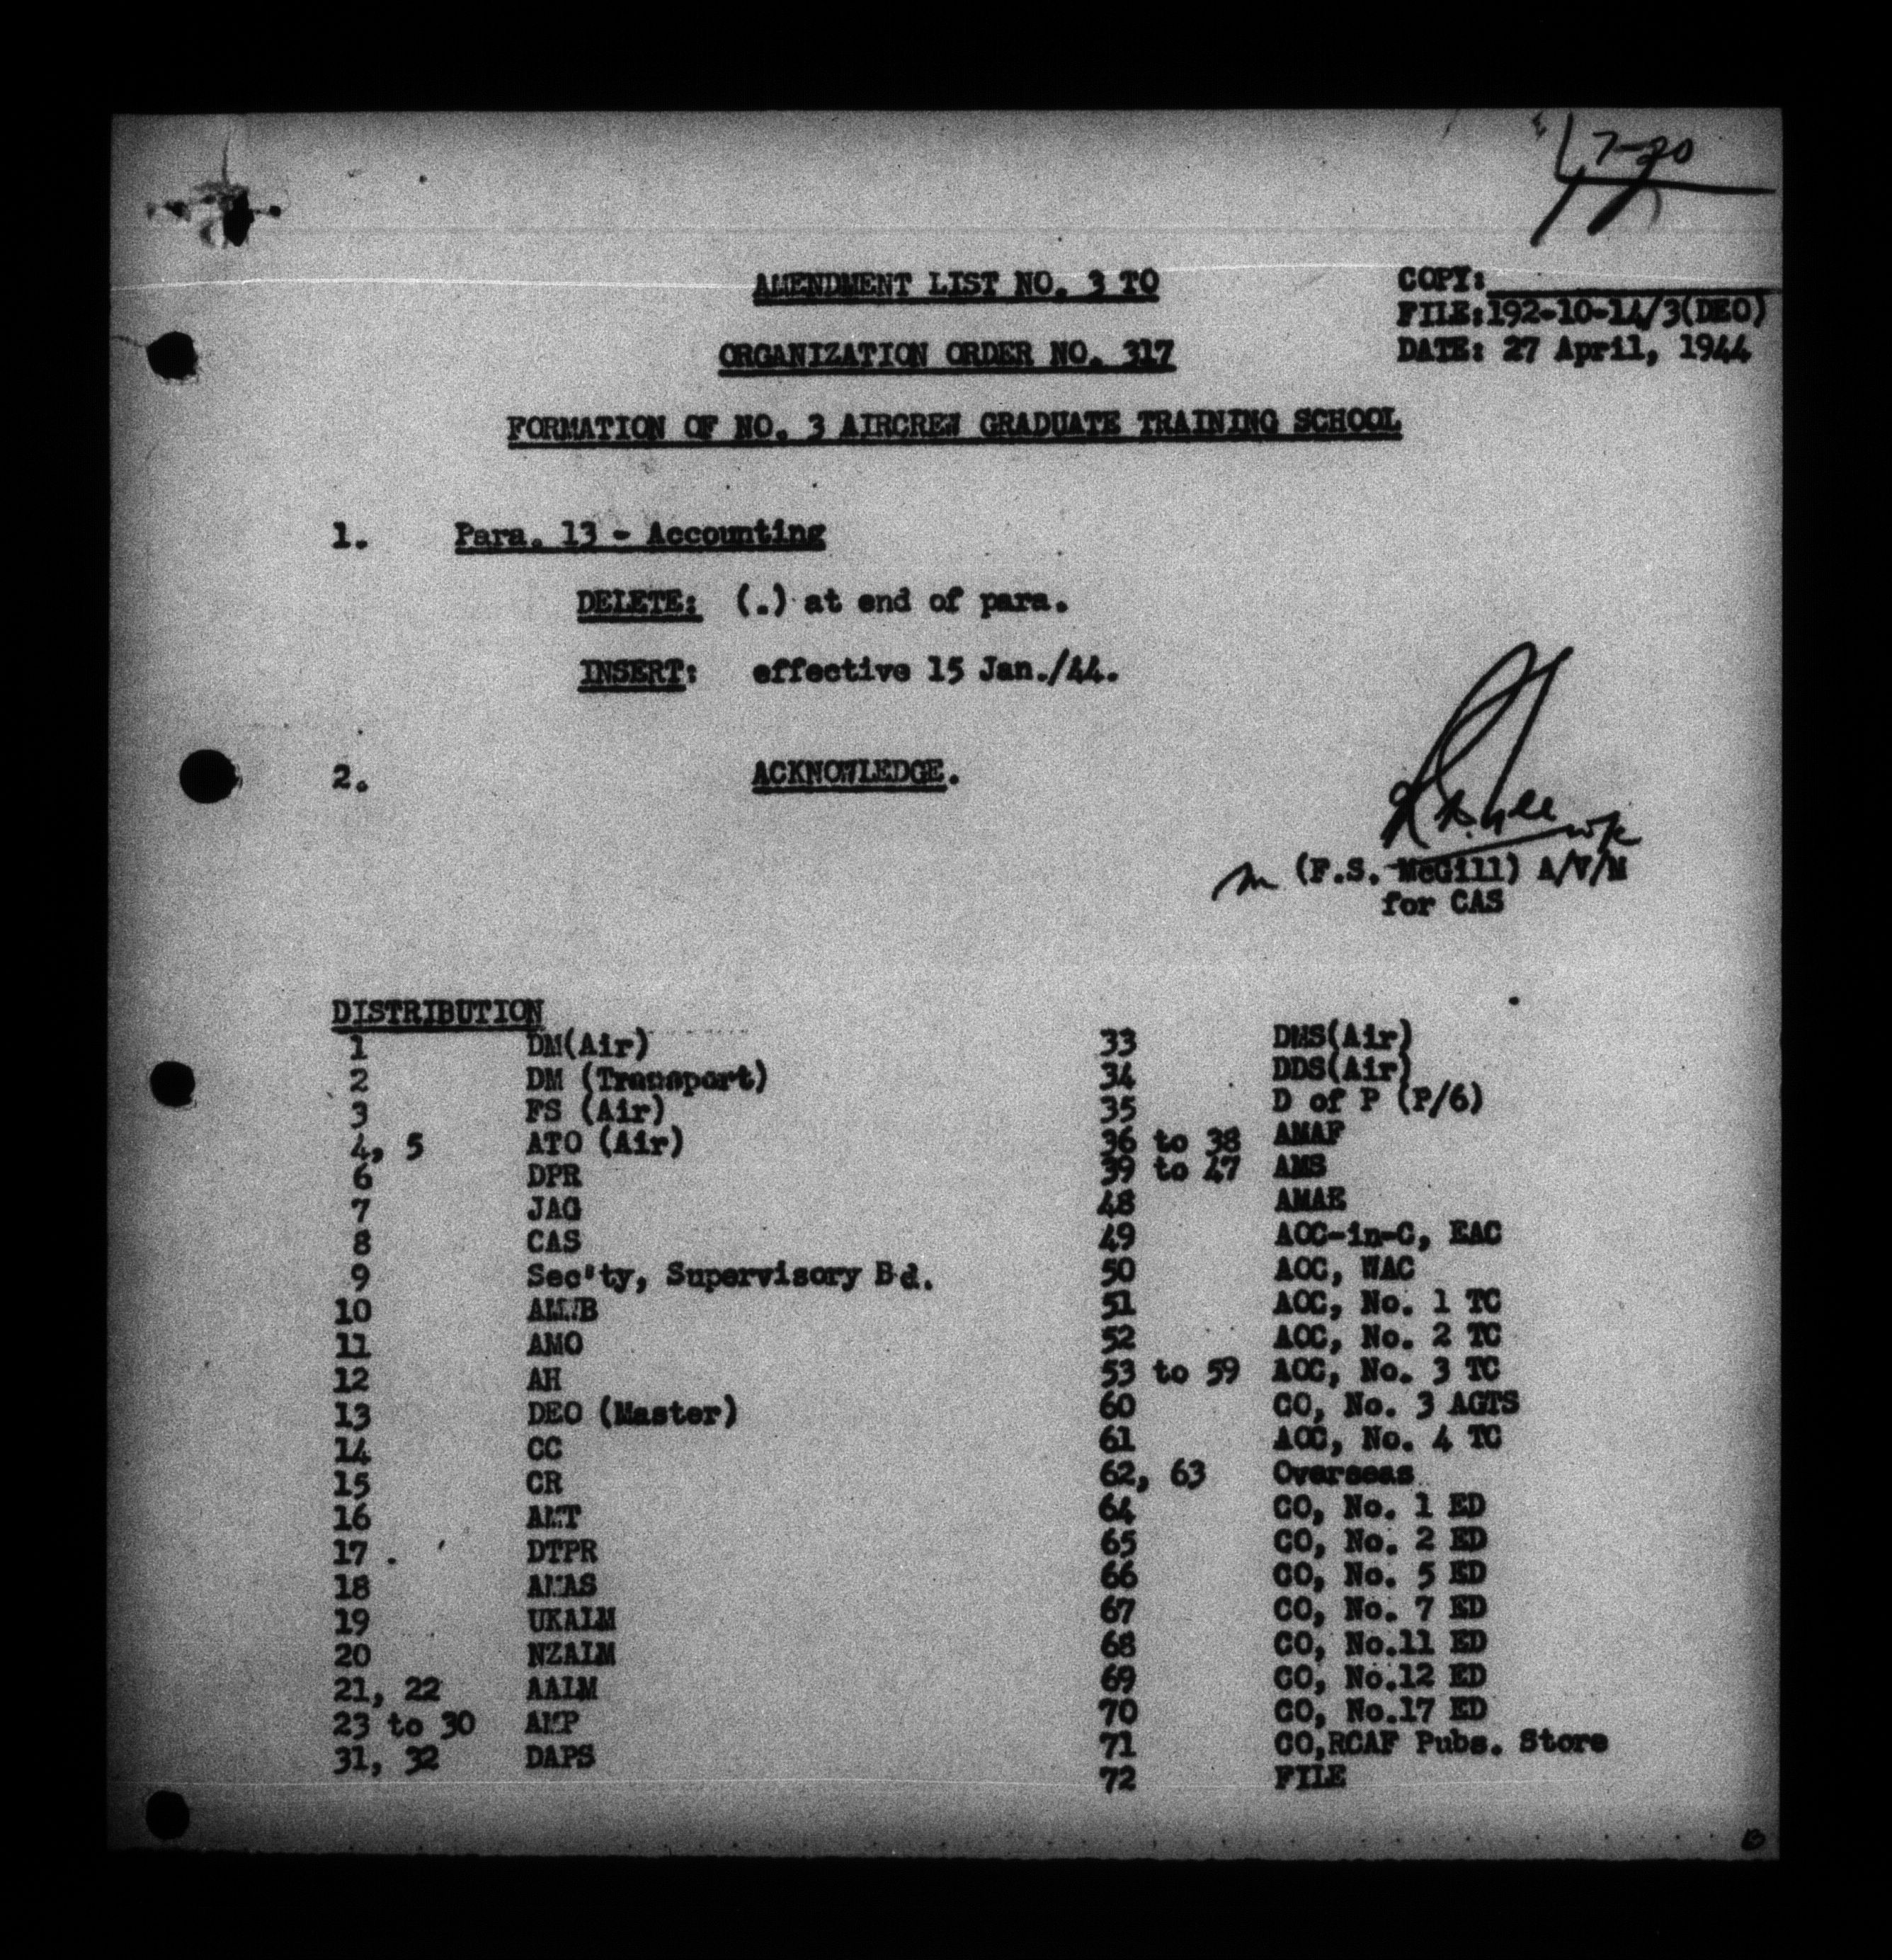 7-20
AMENDMENT LIST NO. 3 TO
ORGANIZATION ORDER NO. 317
COPY:
FILE:192-10-14/3(DEO)
DATE: 27 April, 1944
FORMATION OF NO. 3 AIRCREW GRADUATE TRAINING SCHOOL
1. Para. 13 - Accounting
DELETE: (.) at end of para.
INSERT: effective 15 Jan./44.
2. ACKNOWLEDGE.
(F.S. McGill) A/V/M
for CAS
DISTRIBUTION
1 DM(Air)
2 DM (Transport)
3 FS (Air)
4, 5 ATO (Air)
6 DPR
7 JAG
8 CAS
9 Sec'ty, Supervisory Bd.
10 AMWB
11 AMO
12 AH
13 DEO (Master)
14 CC
15 CR
16 AMT
17 DTPR
18 AMAS
19 UKALM
20 NZALM
21, 22 AALM
23 to 30 AMP
31, 32 DAPS
33 DMS(Air)
34 DDS(Air)
35 D of P (P/6)
36 to 38 AMAF
39 to 47 AMS
48 AMAE
49 AOC-in-C, EAC
50 AOC, WAC
51 AOC, No. 1 TC
52 AOC, No. 2 TC
53 to 59 AOC, No. 3 TC
60 CO, No. 3 AGTS
61 AOC, No. 4 TC
62, 63 Overseas
64 CO, No. 1 ED
65 CO, No. 2 ED
66 CO, No. 5 ED
67 CO, No. 7 ED
68 CO, No.11 ED
69 CO, No.12 ED
70 CO, No.17 ED
71 CO,RCAF Pubs. Store
72 FILE